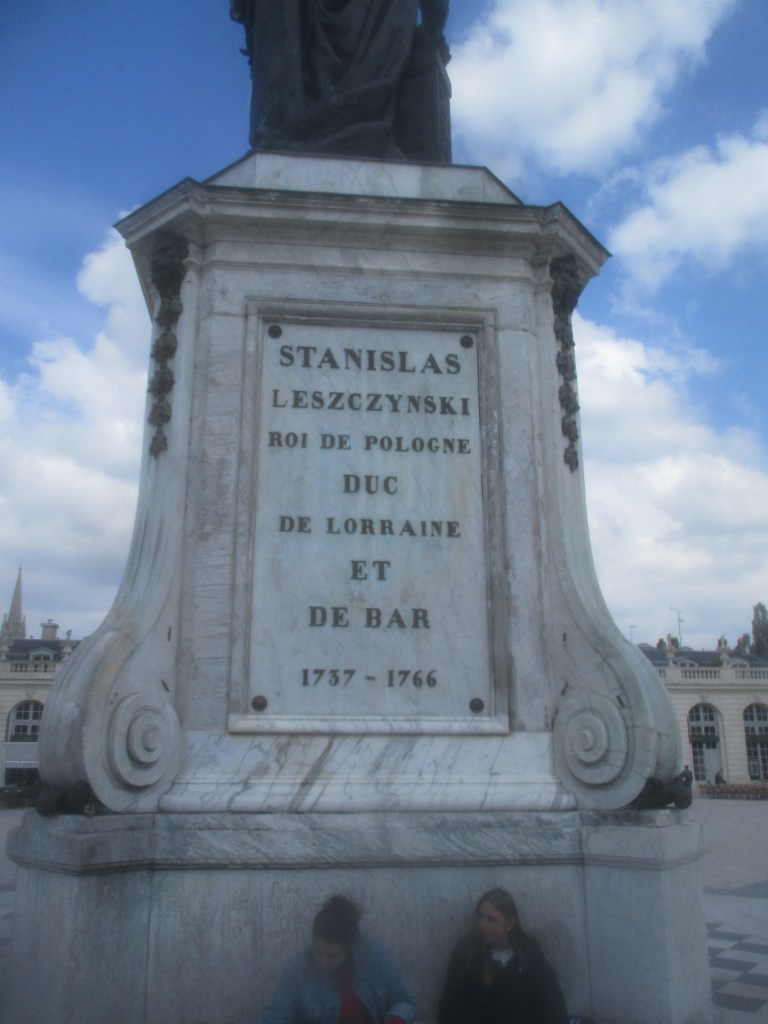 STANISLAS
LESZCZYNSKI
ROI DE POLOGNE
DUC
DE LORRAINE
ET
DE BAR
1737 - 1766